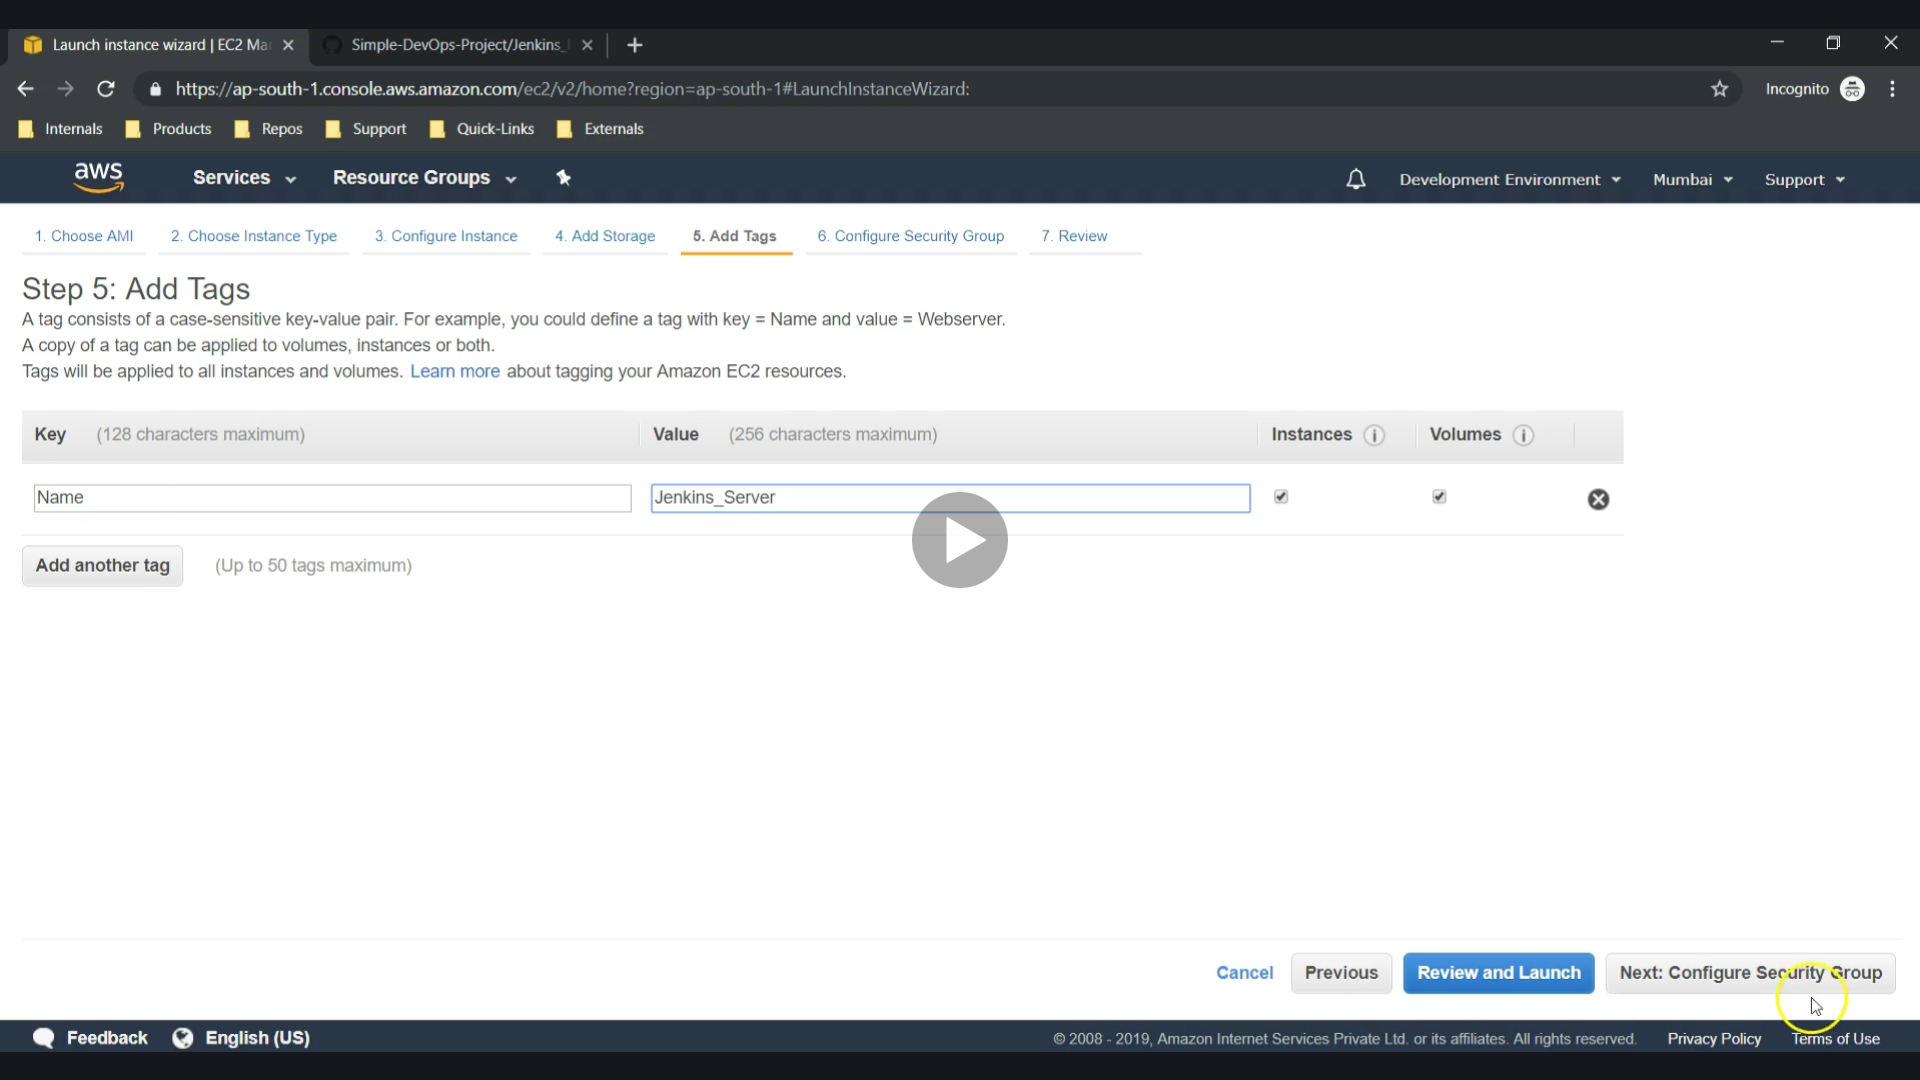 Launch instance wizard | EC2 Ma
Simple-DevOps-Project/Jenkins_
https://ap-south-1.console.aws.amazon.com/ec2/v2/home?region=ap-south-1#LaunchInstanceWizard:
Incognito
Internals
Products
Repos
Support
Quick-Links
Externals
aws
Services
Resource Groups
Development Environment
Mumbai
Support
1. Choose AMI
2. Choose Instance Type
3. Configure Instance
4. Add Storage
5. Add Tags
6. Configure Security Group
7. Review
Step 5: Add Tags
A tag consists of a case-sensitive key-value pair. For example, you could define a tag with key = Name and value = Webserver.
A copy of a tag can be applied to volumes, instances or both.
Tags will be applied to all instances and volumes. Learn more about tagging your Amazon EC2 resources.
Key (128 characters maximum)
Value (256 characters maximum)
Instances
Volumes
Name
Jenkins_Server
Add another tag
(Up to 50 tags maximum)
Cancel
Previous
Review and Launch
Next: Configure Security Group
Feedback
English (US)
© 2008 - 2019, Amazon Internet Services Private Ltd. or its affiliates. All rights reserved.
Privacy Policy
Terms of Use